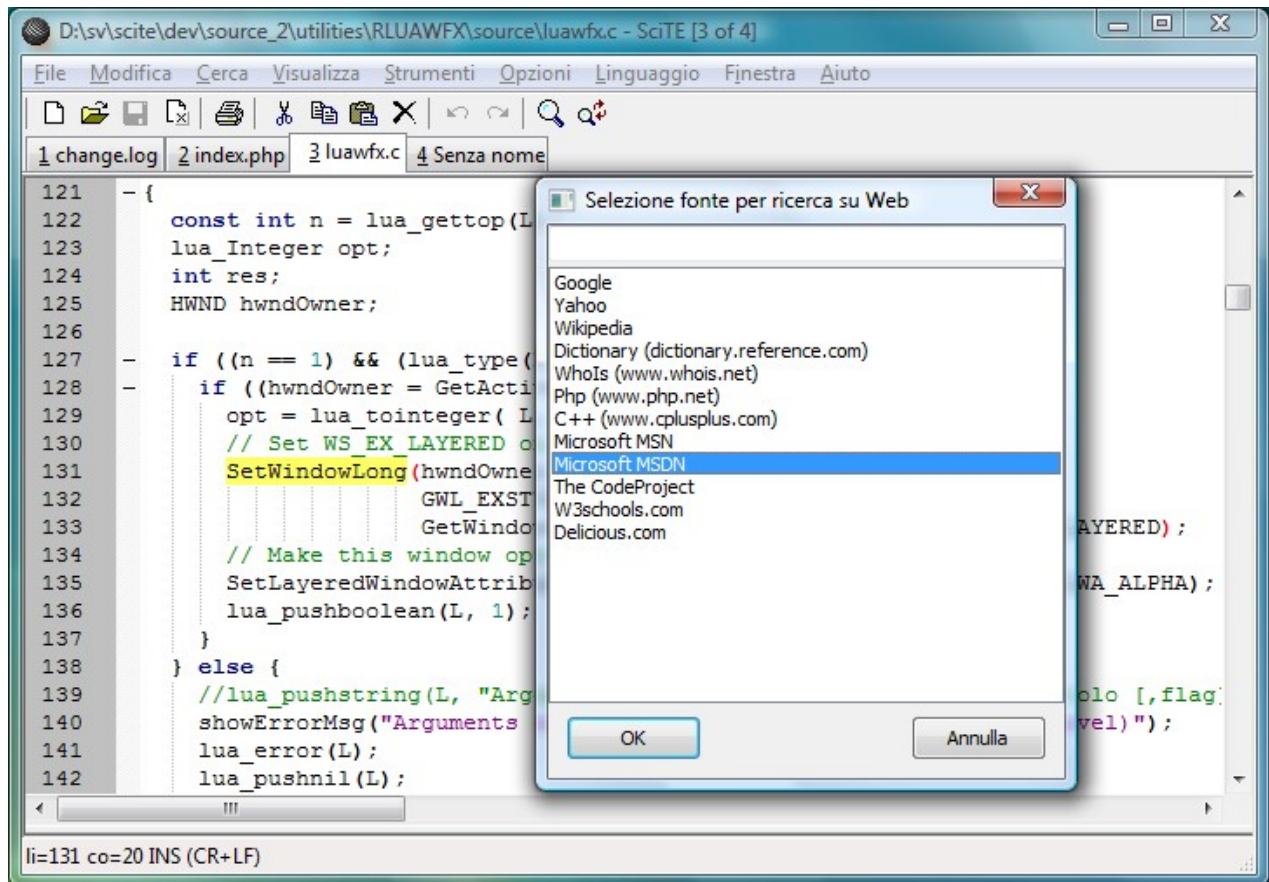 D:\sv\scite\dev\source_2\utilities\RLUAWFX\source\luawfx.c - SciTE [3 of 4]
File Modifica Cerca Visualizza Strumenti Opzioni Linguaggio Finestra Aiuto
1 change.log 2 index.php 3 luawfx.c 4 Senza nome
121 - {
122 const int n = lua_gettop(L
123 lua_Integer opt;
124 int res;
125 HWND hwndOwner;
126
127 - if ((n == 1) && (lua_type(
128 - if ((hwndOwner = GetActi
129 opt = lua_tointeger( L
130 // Set WS_EX_LAYERED o
131 SetWindowLong(hwndOwne
132 GWL_EXST
133 GetWindo AYERED);
134 // Make this window op
135 SetLayeredWindowAttrib WA_ALPHA);
136 lua_pushboolean(L, 1);
137 }
138 } else {
139 //lua_pushstring(L, "Arg olo [,flag]
140 showErrorMsg("Arguments vel)");
141 lua_error(L);
142 lua_pushnil(L);
Selezione fonte per ricerca su Web
Google
Yahoo
Wikipedia
Dictionary (dictionary.reference.com)
WhoIs (www.whois.net)
Php (www.php.net)
C++ (www.cplusplus.com)
Microsoft MSN
Microsoft MSDN
The CodeProject
W3schools.com
Delicious.com
OK Annulla
li=131 co=20 INS (CR+LF)